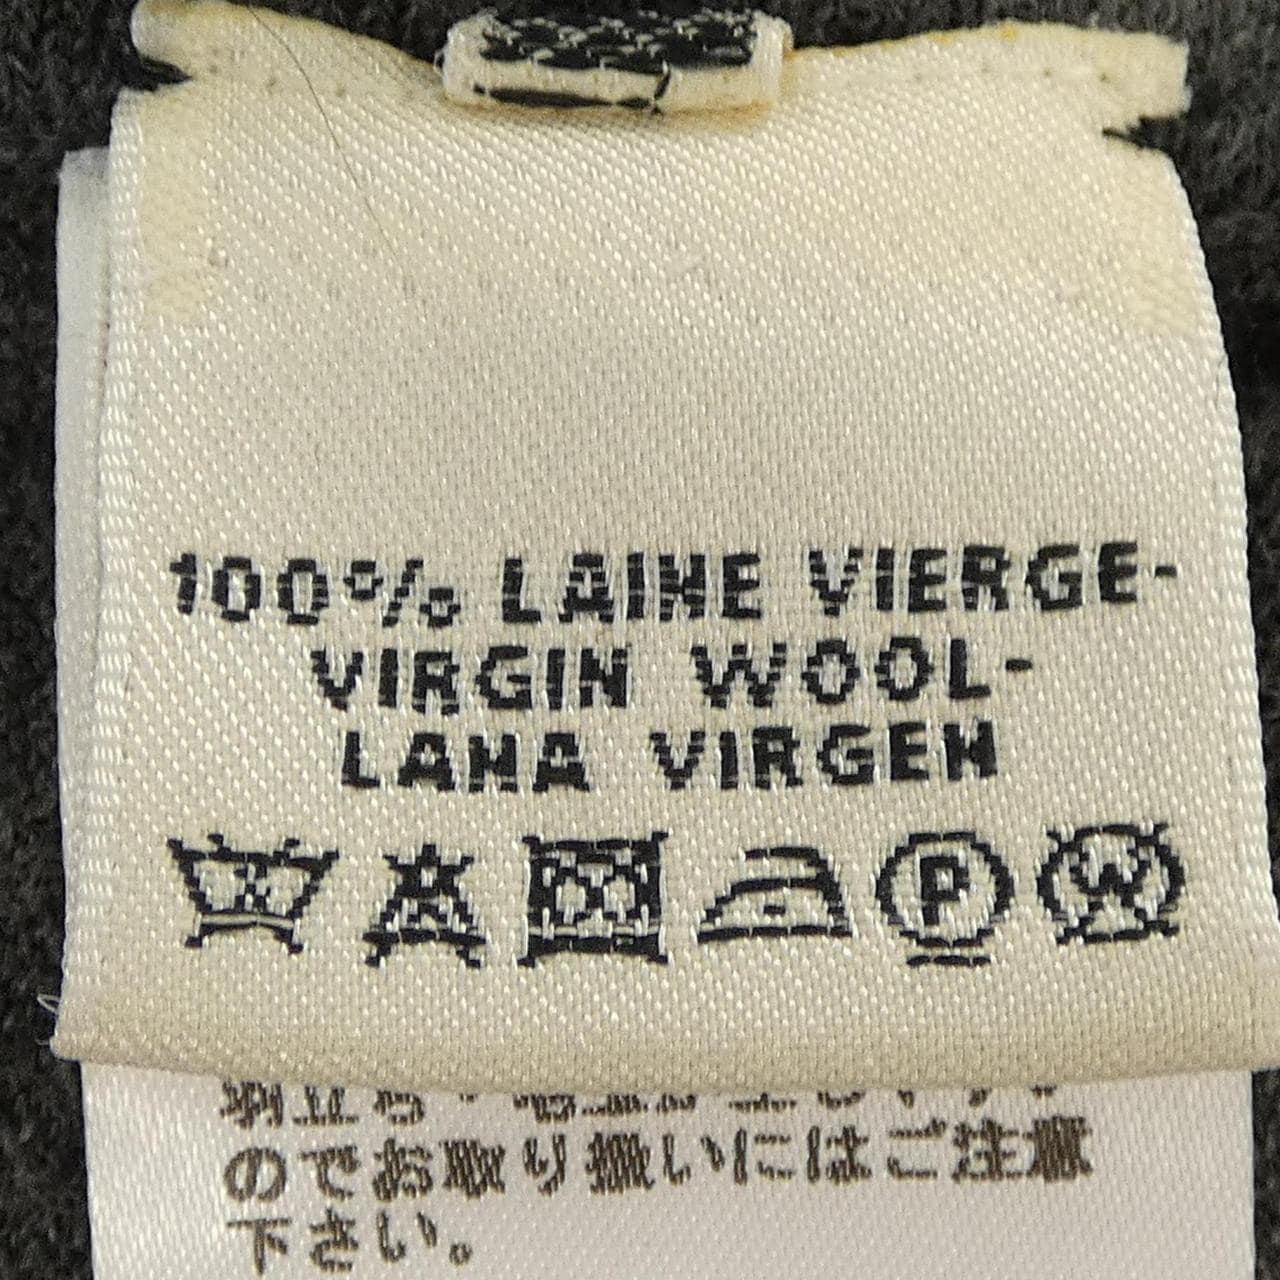 100% LAINE VIERGE-
VIRGIN WOOL-
LANA VIRGEN
P W
のでお取り扱いにはご注意
下さい。